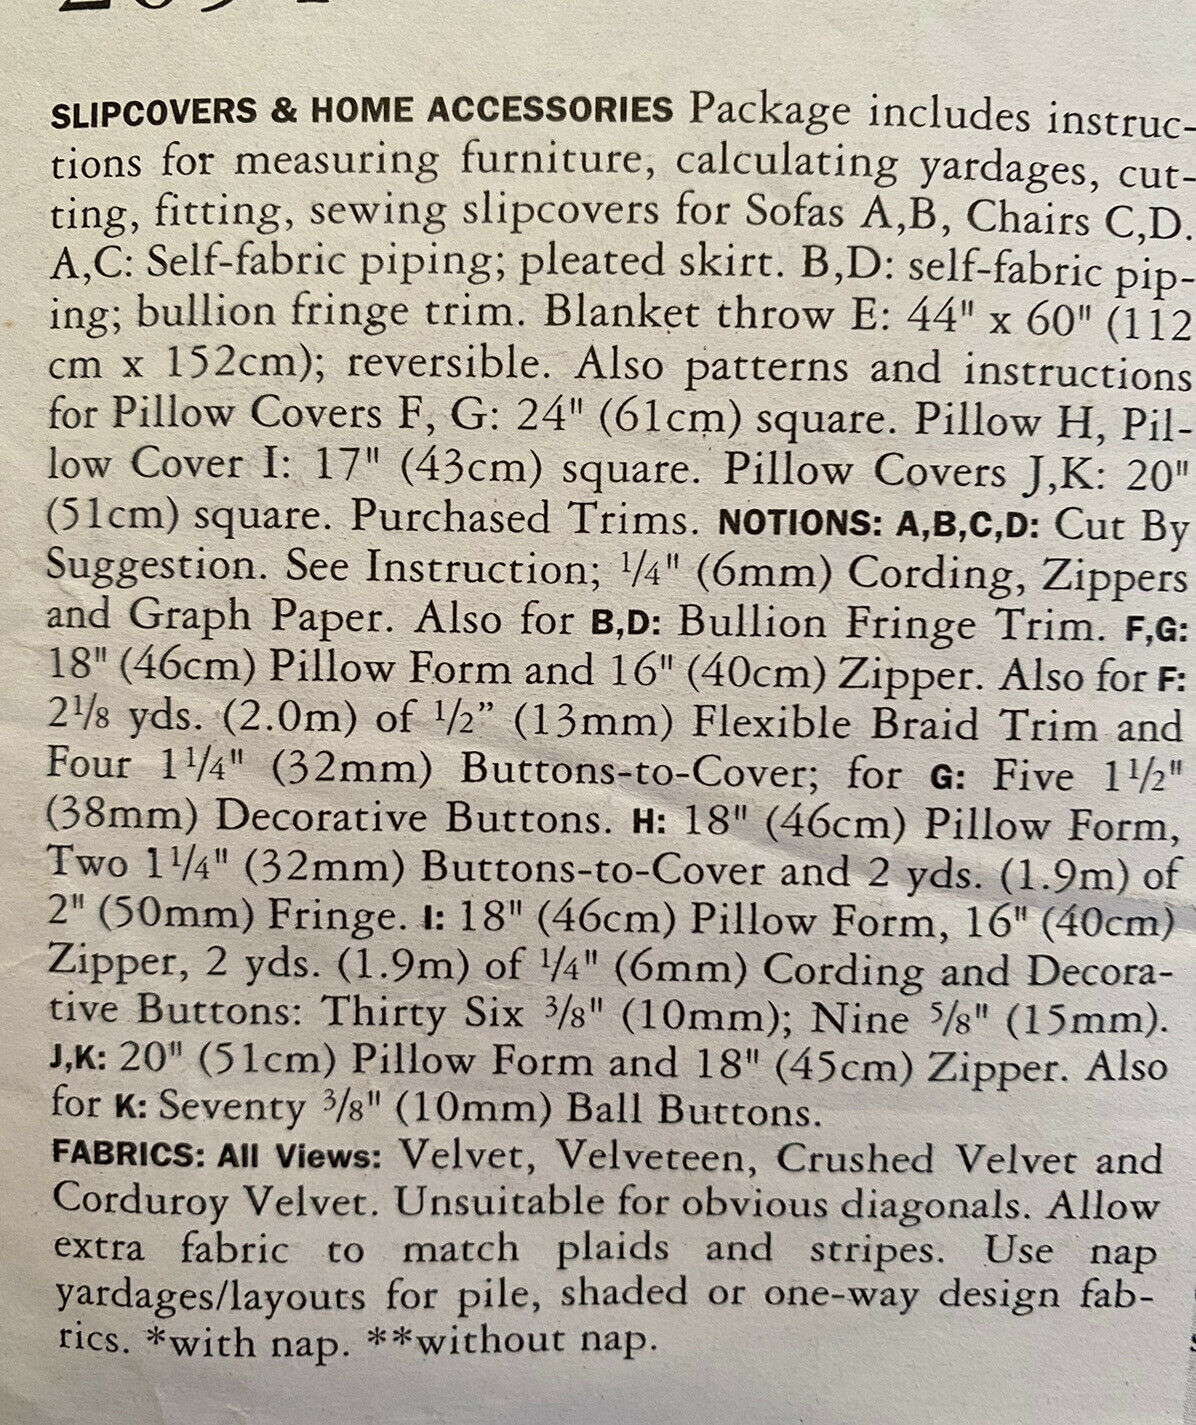 SLIPCOVERS & HOME ACCESSORIES Package includes instruc-
tions for measuring furniture, calculating yardages, cut-
ting, fitting, sewing slipcovers for Sofas A,B, Chairs C,D.
A,C: Self-fabric piping; pleated skirt. B,D: self-fabric pip-
ing; bullion fringe trim. Blanket throw E: 44" x 60" (112
cm x 152cm); reversible. Also patterns and instructions
for Pillow Covers F, G: 24" (61cm) square. Pillow H, Pil-
low Cover I: 17" (43cm) square. Pillow Covers J,K: 20"
(51cm) square. Purchased Trims. NOTIONS: A,B,C,D: Cut By
Suggestion. See Instruction; 1/4" (6mm) Cording, Zippers
and Graph Paper. Also for B,D: Bullion Fringe Trim. F,G:
18" (46cm) Pillow Form and 16" (40cm) Zipper. Also for F:
2 1/8 yds. (2.0m) of 1/2” (13mm) Flexible Braid Trim and
Four 1 1/4" (32mm) Buttons-to-Cover; for G: Five 1 1/2"
(38mm) Decorative Buttons. H: 18" (46cm) Pillow Form,
Two 1 1/4" (32mm) Buttons-to-Cover and 2 yds. (1.9m) of
2" (50mm) Fringe. I: 18" (46cm) Pillow Form, 16" (40cm)
Zipper, 2 yds. (1.9m) of 1/4" (6mm) Cording and Decora-
tive Buttons: Thirty Six 3/8" (10mm); Nine 5/8" (15mm).
J,K: 20" (51cm) Pillow Form and 18" (45cm) Zipper. Also
for K: Seventy 3/8" (10mm) Ball Buttons.
FABRICS: All Views: Velvet, Velveteen, Crushed Velvet and
Corduroy Velvet. Unsuitable for obvious diagonals. Allow
extra fabric to match plaids and stripes. Use nap
yardages/layouts for pile, shaded or one-way design fab-
rics. *with nap. **without nap.